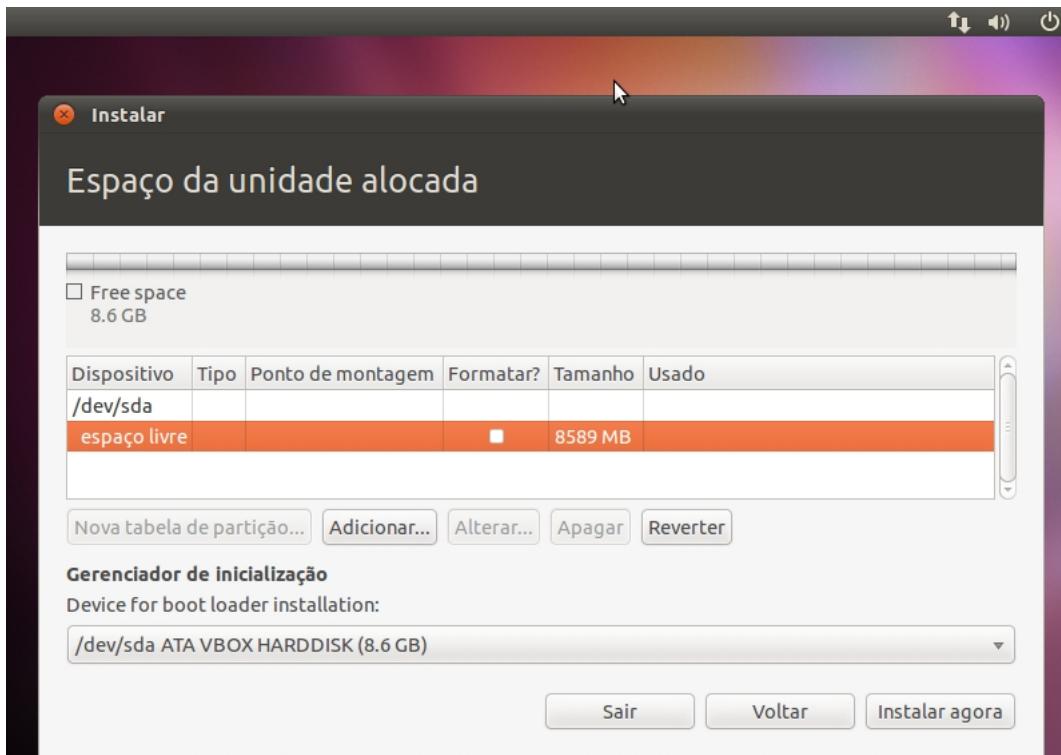 Instalar
Espaço da unidade alocada
Free space
8.6 GB
Dispositivo Tipo Ponto de montagem Formatar? Tamanho Usado
/dev/sda
espaço livre 8589 MB
Nova tabela de partição... Adicionar... Alterar... Apagar Reverter
Gerenciador de inicialização
Device for boot loader installation:
/dev/sda ATA VBOX HARDDISK (8.6 GB)
Sair Voltar Instalar agora